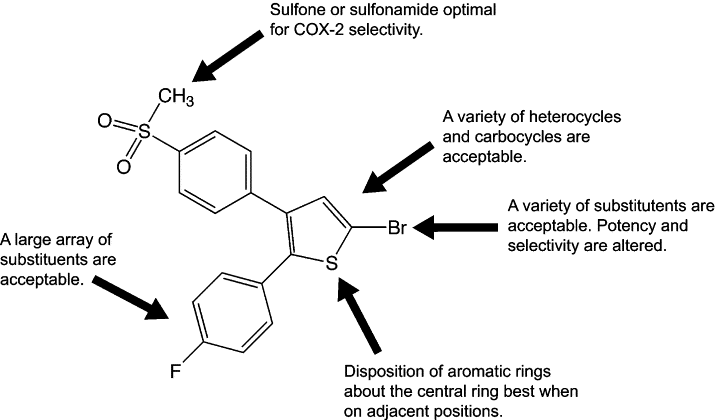 Sulfone or sulfonamide optimal
for COX-2 selectivity.
CH3
O
S
O
A variety of heterocycles
and carbocycles are
acceptable.
A variety of substitutents are
acceptable. Potency and
selectivity are altered.
Br
S
A large array of
substituents are
acceptable.
F
Disposition of aromatic rings
about the central ring best when
on adjacent positions.